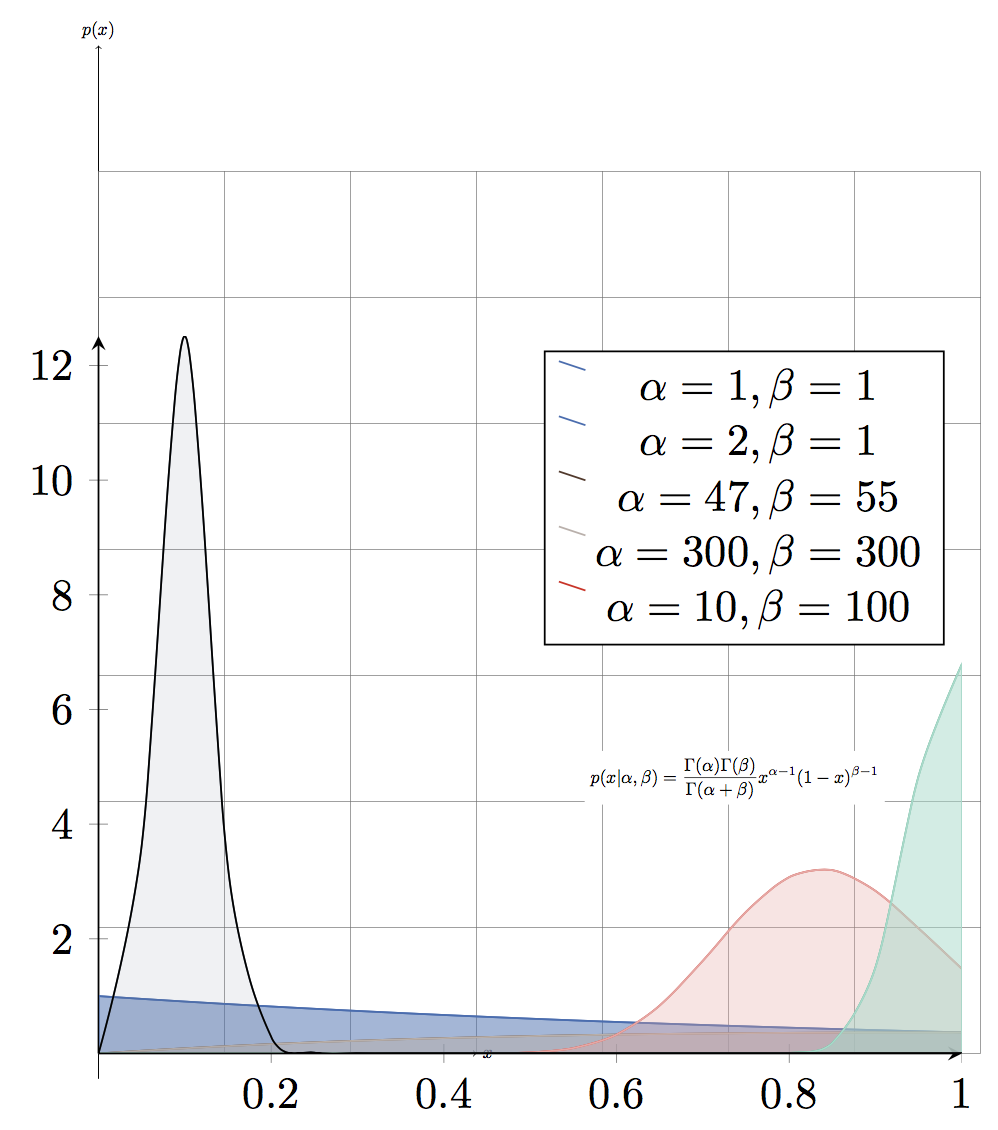 p(x)
12
10
8
6
4
2
α = 1, β = 1
α = 2, β = 1
α = 47, β = 55
α = 300, β = 300
α = 10, β = 100
p(x|α, β) = Γ(α)Γ(β)/Γ(α + β) x^{α−1}(1 − x)^{β−1}
x
0.2 0.4 0.6 0.8 1